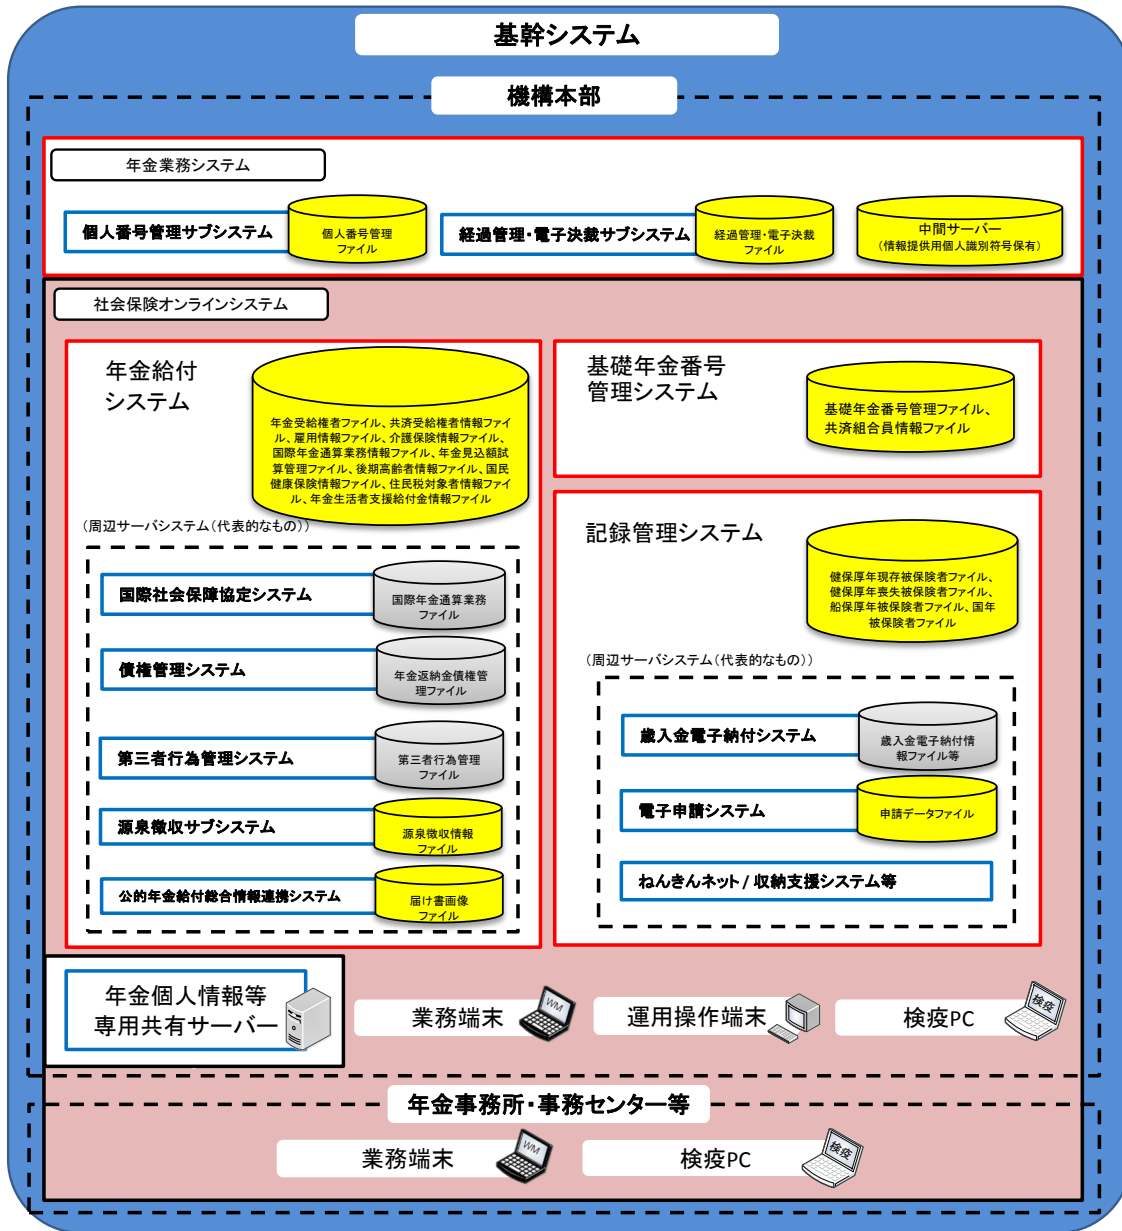 基幹システム
機構本部
年金業務システム
個人番号管理サブシステム
個人番号管理
ファイル
経過管理・電子決裁サブシステム
経過管理・電子決裁
ファイル
中間サーバー
（情報提供用個人識別符号保有）
社会保険オンラインシステム
年金給付
システム
年金受給権者ファイル、共済受給権者情報ファイ
ル、雇用情報ファイル、介護保険情報ファイル、
国際年金通算業務情報ファイル、年金見込額試
算管理ファイル、後期高齢者情報ファイル、国民
健康保険情報ファイル、住民税対象者情報ファイ
ル、年金生活者支援給付金情報ファイル
（周辺サーバシステム（代表的なもの））
国際社会保障協定システム
国際年金通算業務
ファイル
債権管理システム
年金返納金債権管
理ファイル
第三者行為管理システム
第三者行為管理
ファイル
源泉徴収サブシステム
源泉徴収情報
ファイル
公的年金給付総合情報連携システム
届け書画像
ファイル
基礎年金番号
管理システム
基礎年金番号管理ファイル、
共済組合員情報ファイル
記録管理システム
健保厚年現存被保険者ファイル、
健保厚年喪失被保険者ファイル、
船保厚年被保険者ファイル、国年
被保険者ファイル
（周辺サーバシステム（代表的なもの））
歳入金電子納付システム
歳入金電子納付情
報ファイル等
電子申請システム
申請データファイル
ねんきんネット / 収納支援システム等
年金個人情報等
専用共有サーバー
業務端末
WM
運用操作端末
検疫PC
検疫
年金事務所・事務センター等
業務端末
WM
検疫PC
検疫